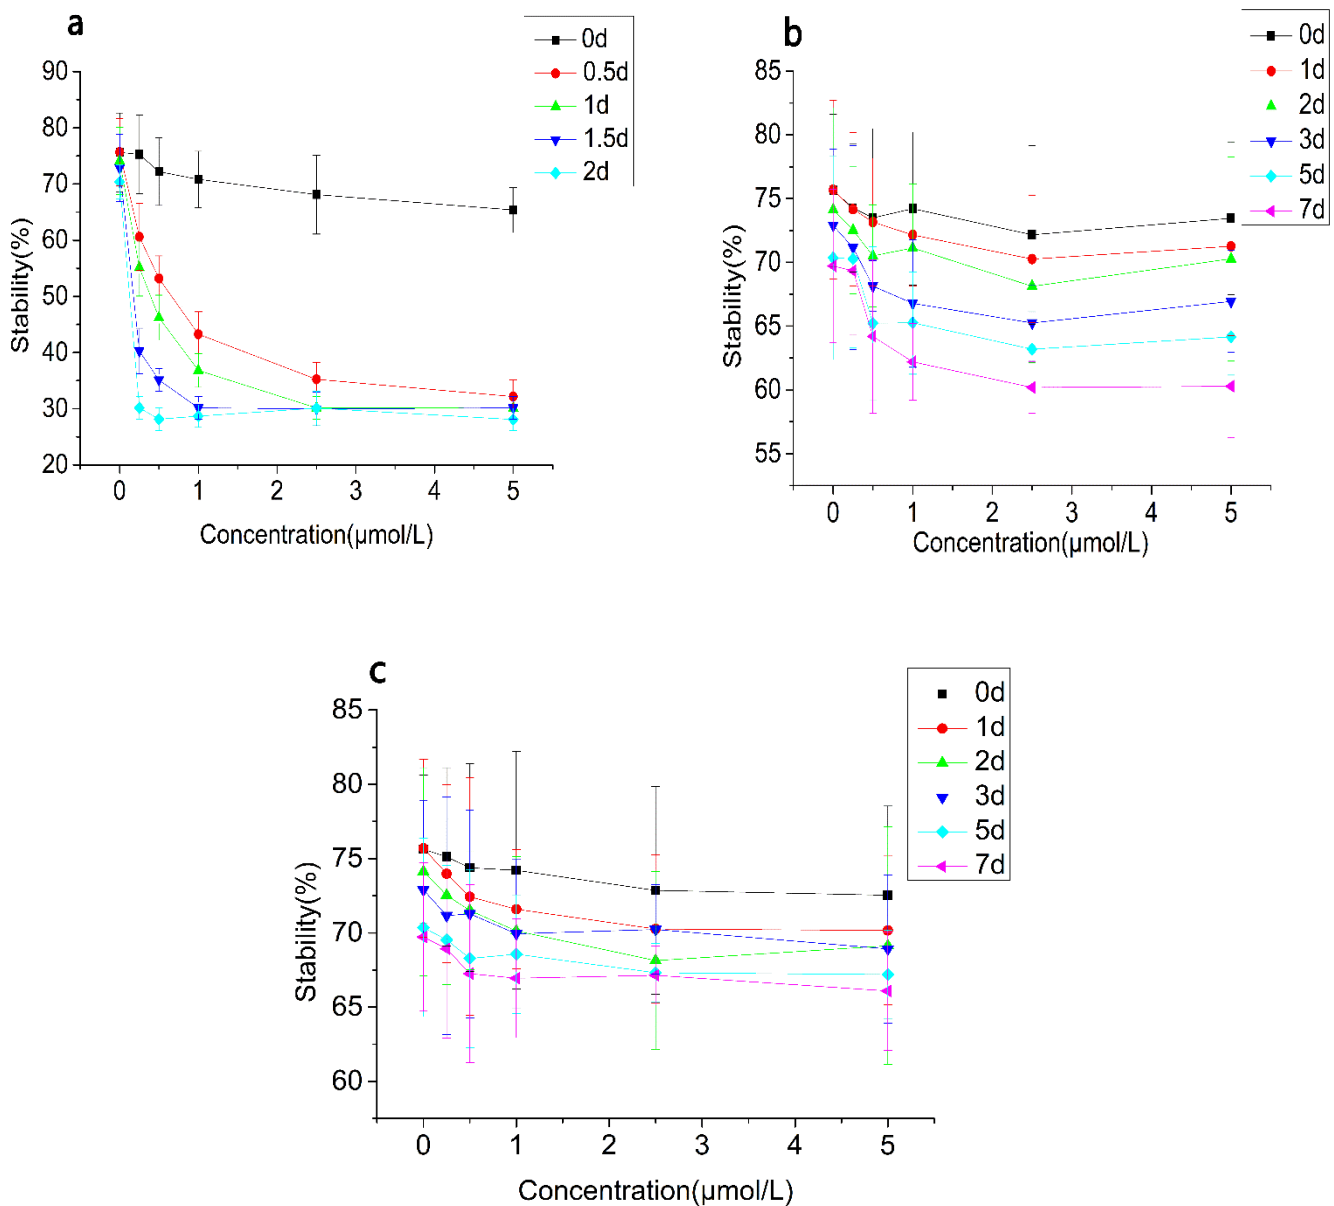 a
0d
0.5d
1d
1.5d
2d
90
80
70
60
50
40
30
20
Stability(%)
0 1 2 3 4 5
Concentration(μmol/L)
b
0d
1d
2d
3d
5d
7d
85
80
75
70
65
60
55
Stability(%)
0 1 2 3 4 5
Concentration(μmol/L)
c
0d
1d
2d
3d
5d
7d
85
80
75
70
65
60
Stability(%)
0 1 2 3 4 5
Concentration(μmol/L)